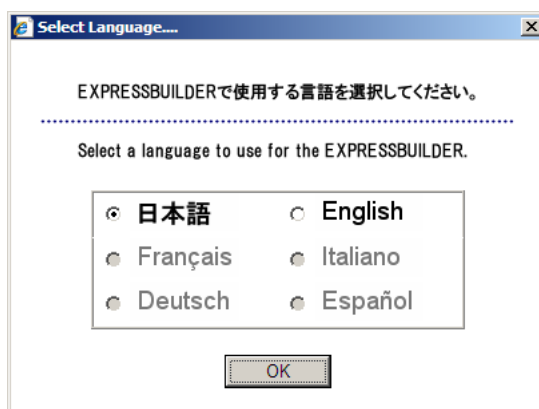 Select Language....
EXPRESSBUILDERで使用する言語を選択してください。
Select a language to use for the EXPRESSBUILDER.
日本語 English
Français Italiano
Deutsch Español
OK